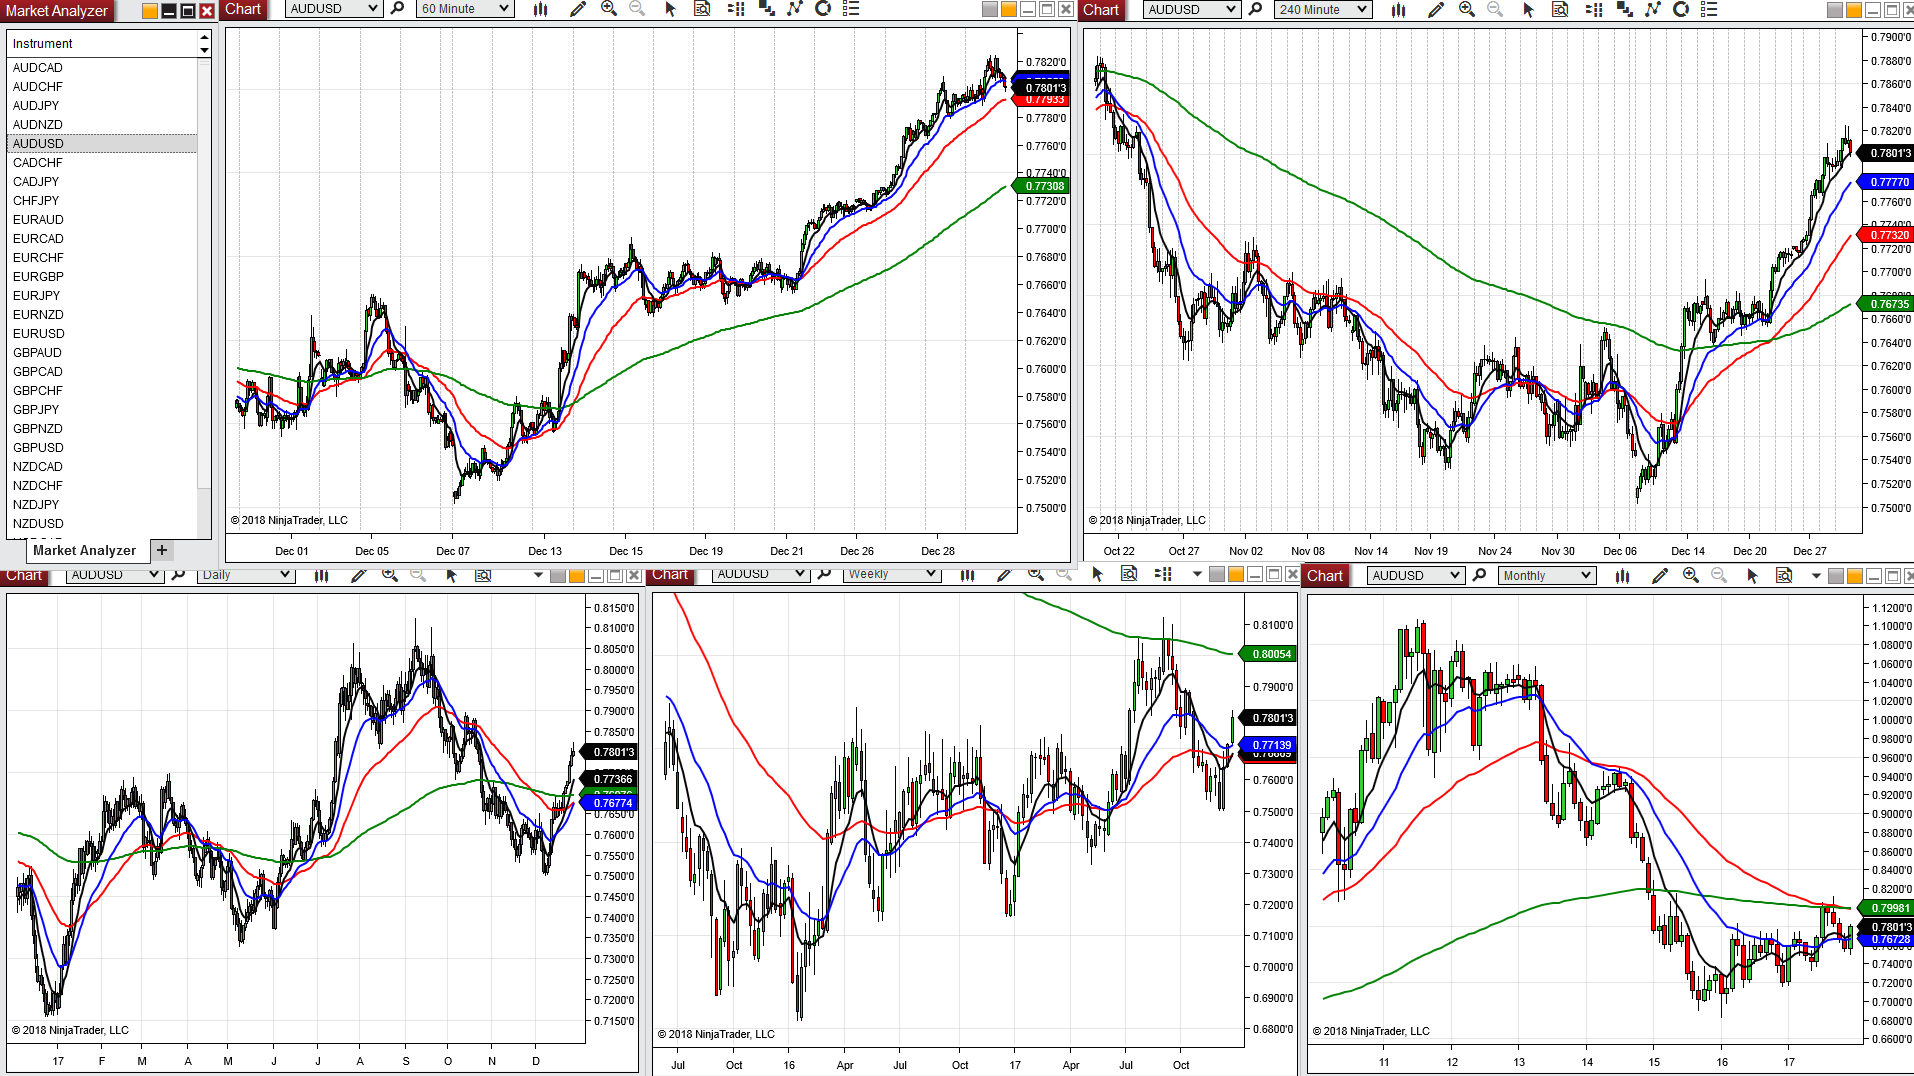 Market Analyzer
Instrument
AUDCAD
AUDCHF
AUDJPY
AUDNZD
AUDUSD
CADCHF
CADJPY
CHFJPY
EURAUD
EURCAD
EURCHF
EURGBP
EURJPY
EURNZD
EURUSD
GBPAUD
GBPCAD
GBPCHF
GBPJPY
GBPNZD
GBPUSD
NZDCAD
NZDCHF
NZDJPY
NZDUSD
Market Analyzer +
Chart AUDUSD 60 Minute
0.7820'0
0.7801'3
0.77933
0.7780'0
0.7760'0
0.7740'0
0.77308
0.7720'0
0.7700'0
0.7680'0
0.7660'0
0.7640'0
0.7620'0
0.7600'0
0.7580'0
0.7560'0
0.7540'0
0.7520'0
0.7500'0
© 2018 NinjaTrader, LLC
Dec 01 Dec 05 Dec 07 Dec 13 Dec 15 Dec 19 Dec 21 Dec 26 Dec 28
Chart AUDUSD 240 Minute
0.7900'0
0.7880'0
0.7860'0
0.7840'0
0.7820'0
0.7801'3
0.77770
0.7760'0
0.77320
0.7720'0
0.7700'0
0.76735
0.7660'0
0.7640'0
0.7620'0
0.7600'0
0.7580'0
0.7560'0
0.7540'0
0.7520'0
0.7500'0
© 2018 NinjaTrader, LLC
Oct 22 Oct 27 Nov 02 Nov 08 Nov 14 Nov 19 Nov 24 Nov 30 Dec 06 Dec 14 Dec 20 Dec 27
Chart AUDUSD Daily
0.8150'0
0.8100'0
0.8050'0
0.8000'0
0.7950'0
0.7900'0
0.7850'0
0.7801'3
0.77366
0.76774
0.7650'0
0.7600'0
0.7550'0
0.7500'0
0.7450'0
0.7400'0
0.7350'0
0.7300'0
0.7250'0
0.7200'0
0.7150'0
© 2018 NinjaTrader, LLC
17 F M A M J J A S O N D
Chart AUDUSD Weekly
0.8100'0
0.80054
0.7900'0
0.7801'3
0.77139
0.7600'0
0.7500'0
0.7400'0
0.7300'0
0.7200'0
0.7100'0
0.7000'0
0.6900'0
0.6800'0
© 2018 NinjaTrader, LLC
Jul Oct 16 Apr Jul Oct 17 Apr Jul Oct
Chart AUDUSD Monthly
1.1200'0
1.1000'0
1.0800'0
1.0600'0
1.0400'0
1.0200'0
1.0000'0
0.9800'0
0.9600'0
0.9400'0
0.9200'0
0.9000'0
0.8800'0
0.8600'0
0.8400'0
0.8200'0
0.79981
0.7801'3
0.76728
0.7400'0
0.7200'0
0.7000'0
0.6800'0
0.6600'0
© 2018 NinjaTrader, LLC
11 12 13 14 15 16 17